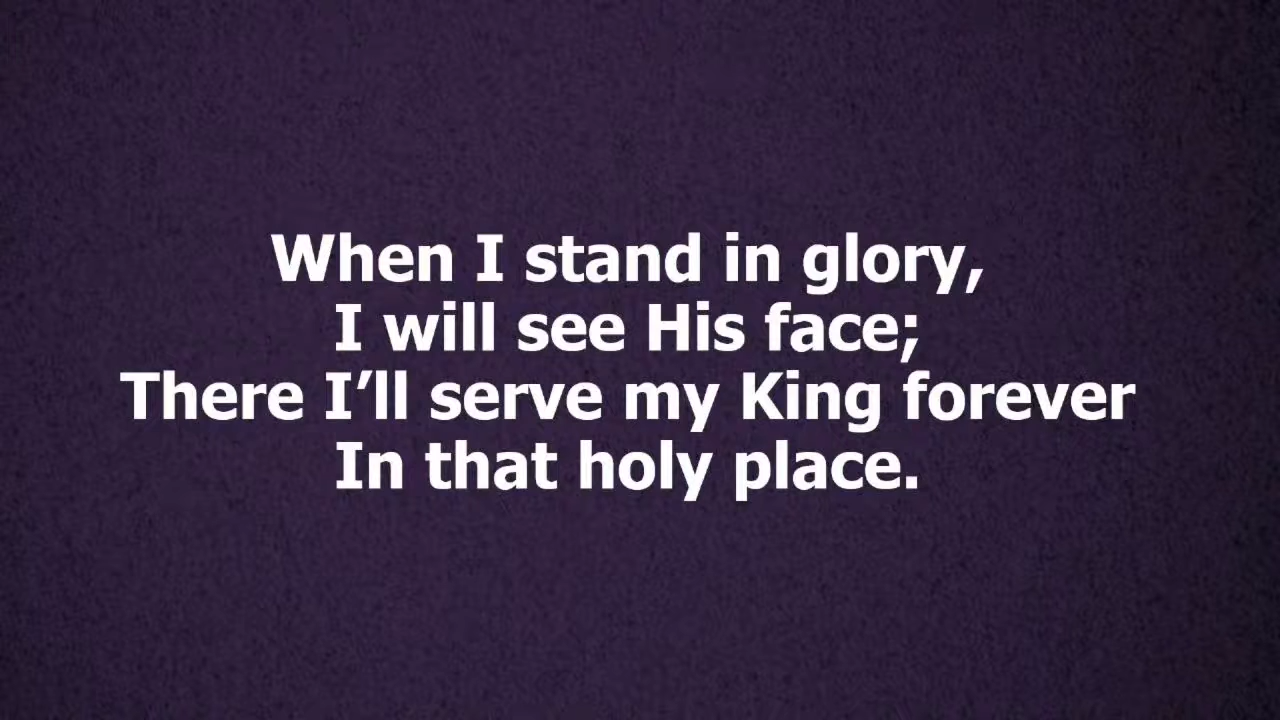 When I stand in glory,
I will see His face;
There I’ll serve my King forever
In that holy place.